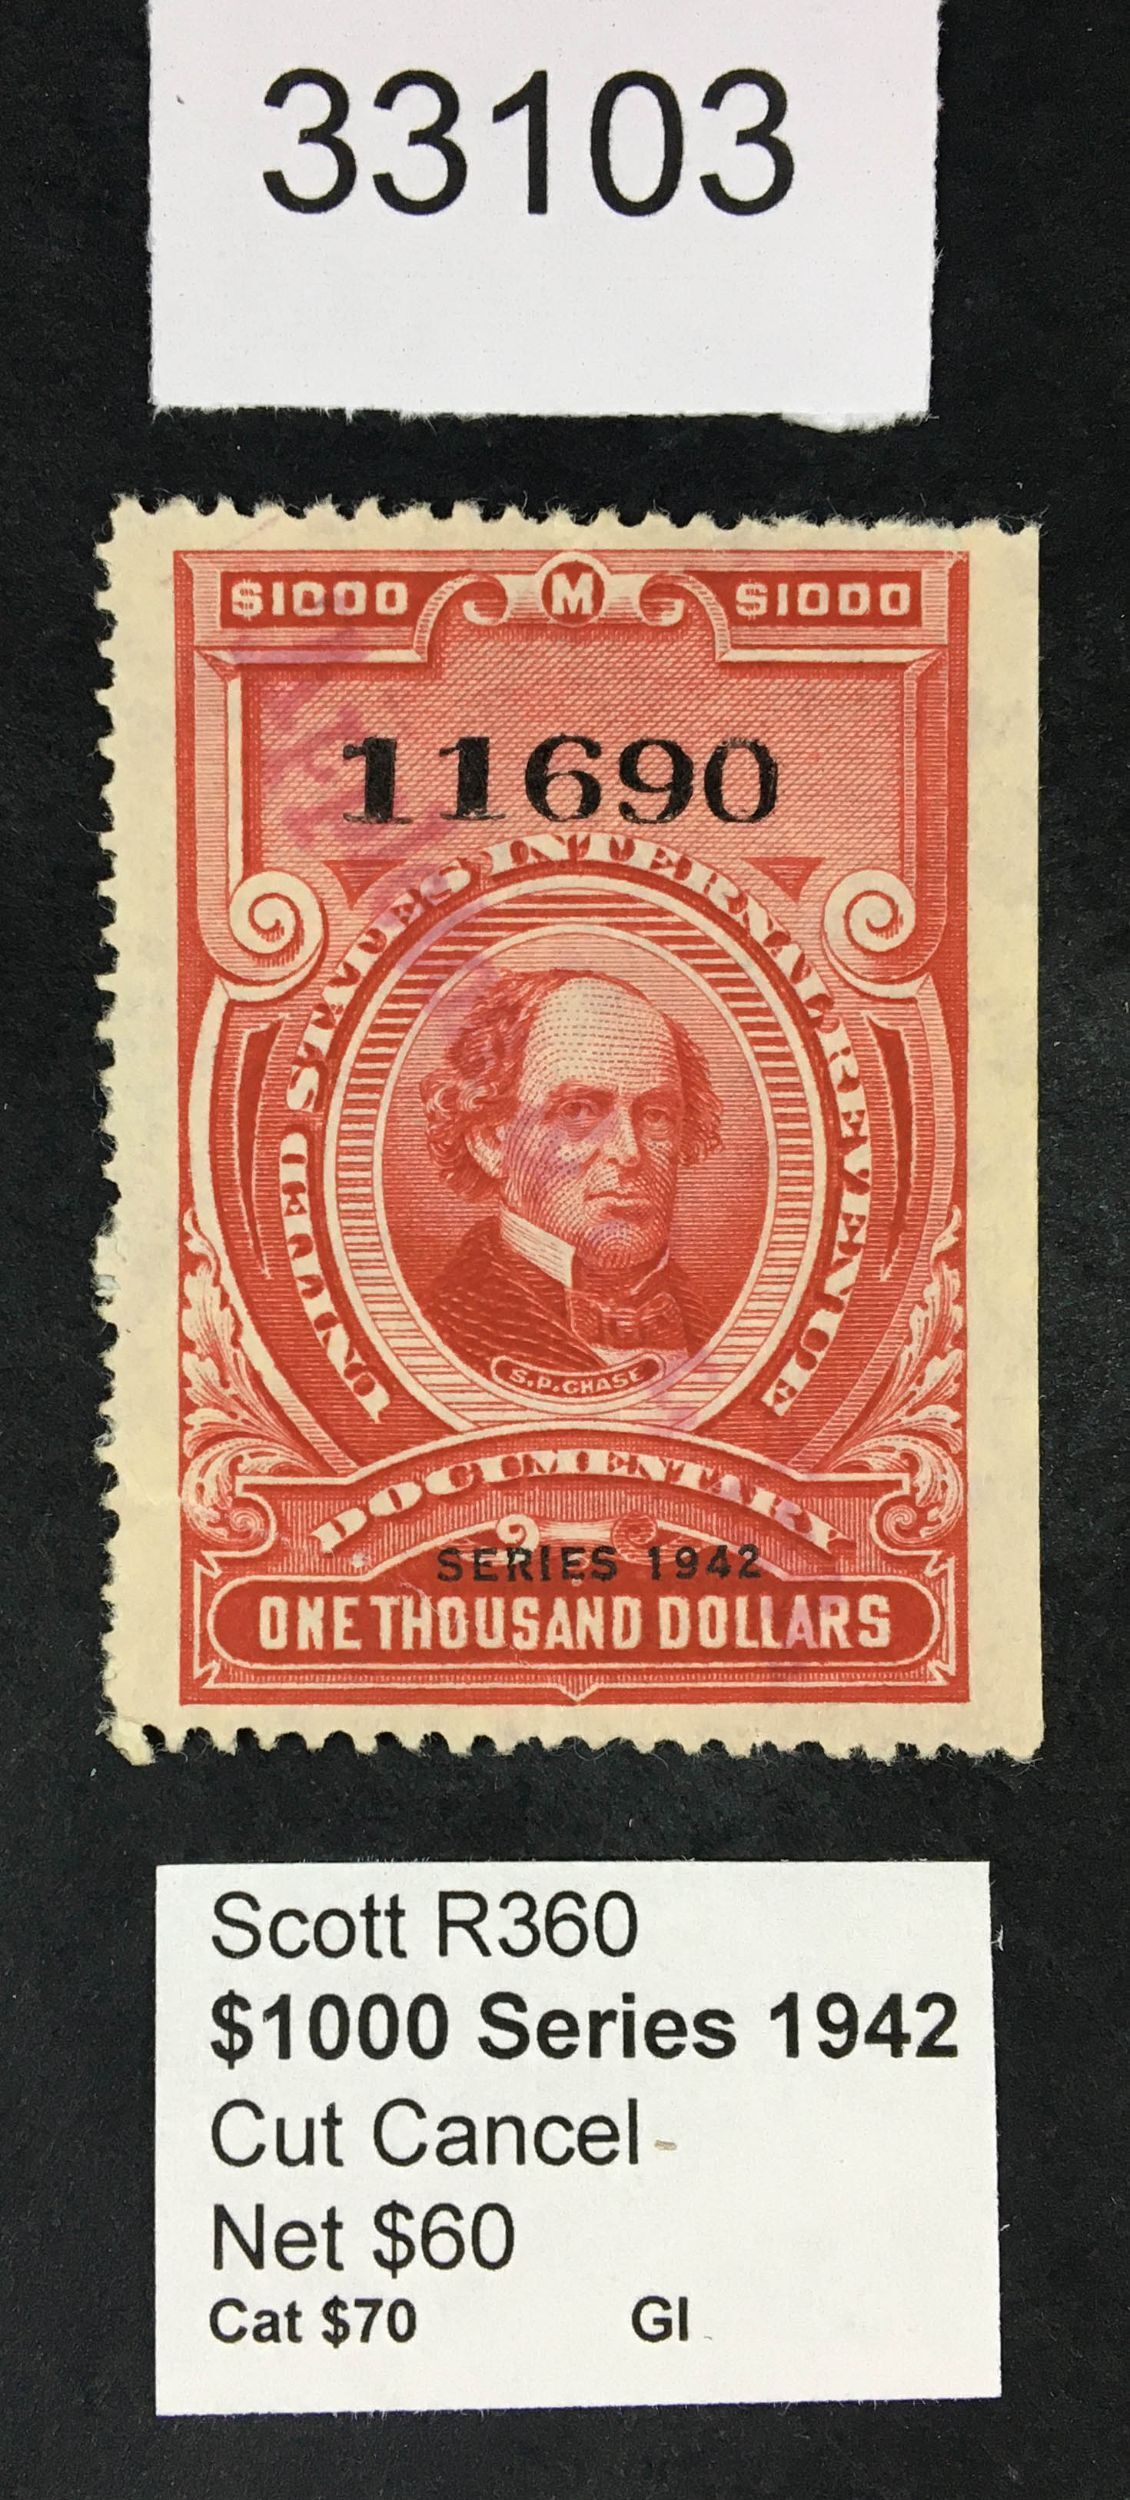 33103
$1000 M $1000
11690
UNITED STATES INTERNAL REVENUE
S.P.CHASE
DOCUMENTARY
SERIES 1942
ONE THOUSAND DOLLARS
Scott R360
$1000 Series 1942
Cut Cancel
Net $60
Cat $70 GI